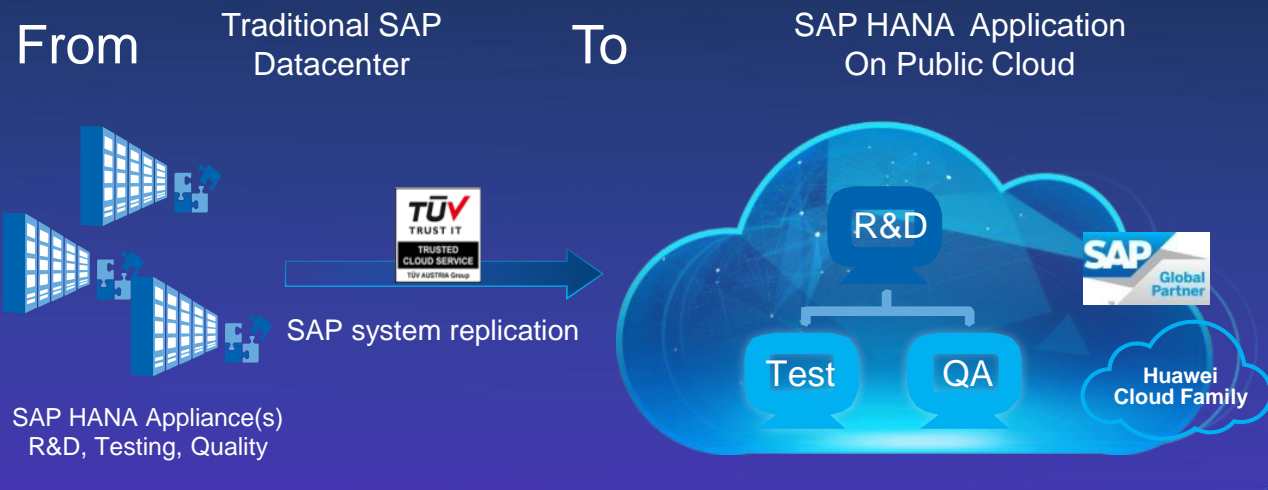 From
Traditional SAP
Datacenter
To
SAP HANA Application
On Public Cloud
TÜV
TRUST IT
TRUSTED
CLOUD SERVICE
TÜV AUSTRIA Group
SAP system replication
SAP HANA Appliance(s)
R&D, Testing, Quality
R&D
Test
QA
SAP
Global
Partner
Huawei
Cloud Family